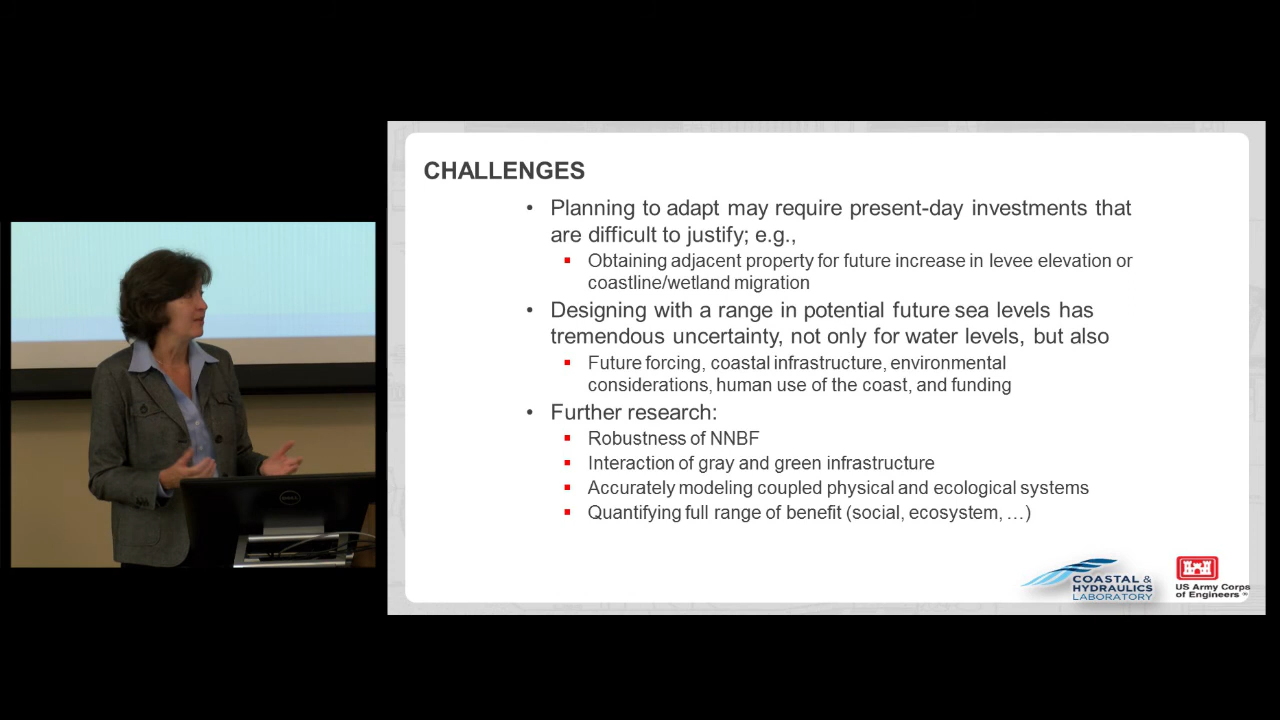 CHALLENGES
• Planning to adapt may require present-day investments that
are difficult to justify; e.g.,
▪ Obtaining adjacent property for future increase in levee elevation or
coastline/wetland migration
• Designing with a range in potential future sea levels has
tremendous uncertainty, not only for water levels, but also
▪ Future forcing, coastal infrastructure, environmental
considerations, human use of the coast, and funding
• Further research:
▪ Robustness of NNBF
▪ Interaction of gray and green infrastructure
▪ Accurately modeling coupled physical and ecological systems
▪ Quantifying full range of benefit (social, ecosystem, …)
COASTAL &
HYDRAULICS
LABORATORY
US Army Corps
of Engineers ®
DELL